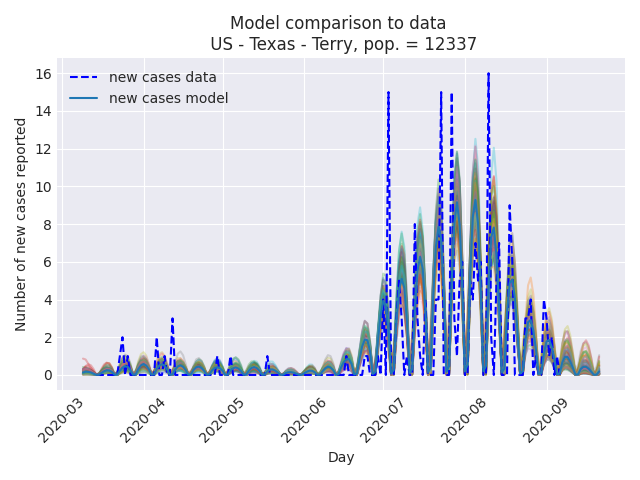 Model comparison to data
US - Texas - Terry, pop. = 12337
new cases data
new cases model
Number of new cases reported
16
14
12
10
8
6
4
2
0
2020-03
2020-04
2020-05
2020-06
2020-07
2020-08
2020-09
Day